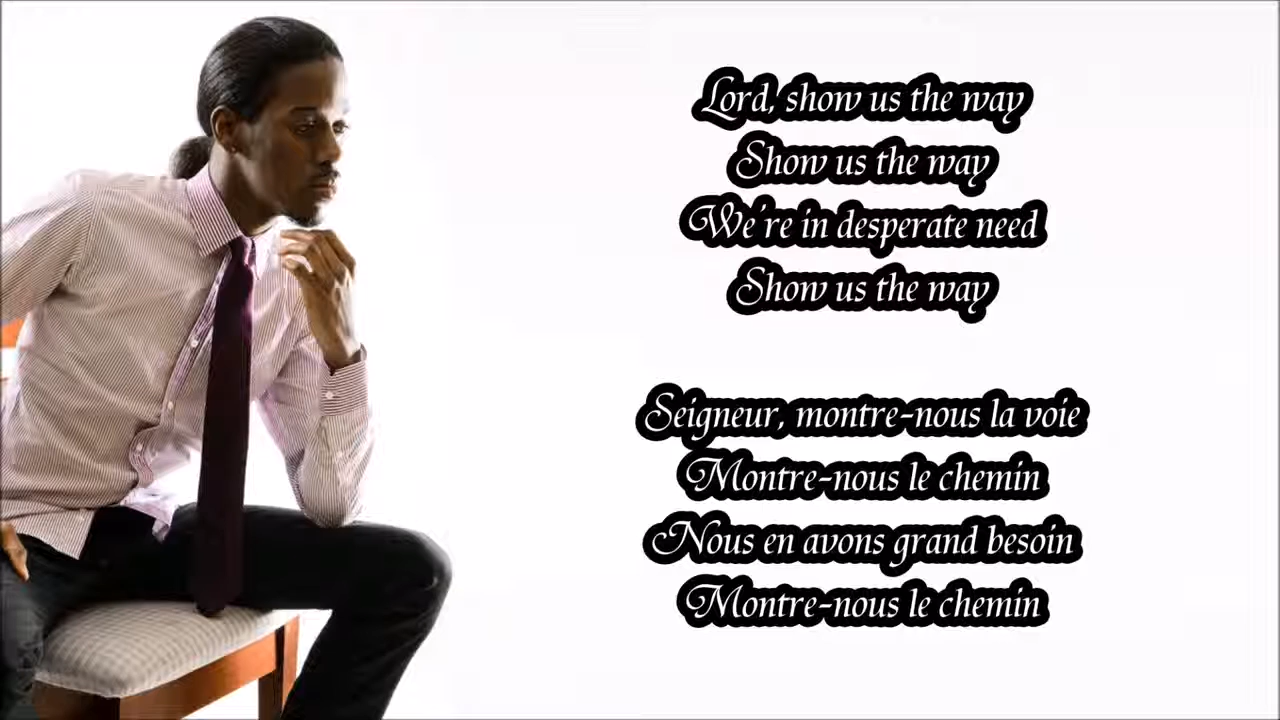 Lord, show us the way
Show us the way
We're in desperate need
Show us the way
Seigneur, montre-nous la voie
Montre-nous le chemin
Nous en avons grand besoin
Montre-nous le chemin